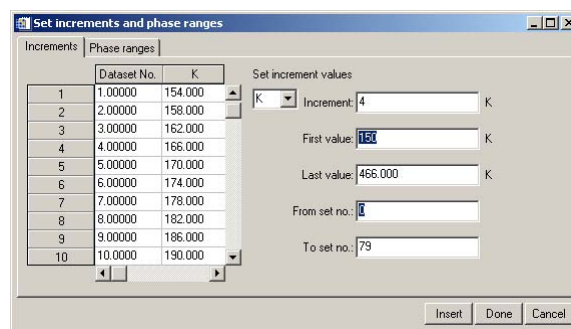 Set increments and phase ranges
Increments Phase ranges
Dataset No. K
1 1.00000 154.000
2 2.00000 158.000
3 3.00000 162.000
4 4.00000 166.000
5 5.00000 170.000
6 6.00000 174.000
7 7.00000 178.000
8 8.00000 182.000
9 9.00000 186.000
10 10.0000 190.000
Set increment values
K Increment: 4 K
First value: 150 K
Last value: 466.000 K
From set no.: 0
To set no.: 79
Insert Done Cancel